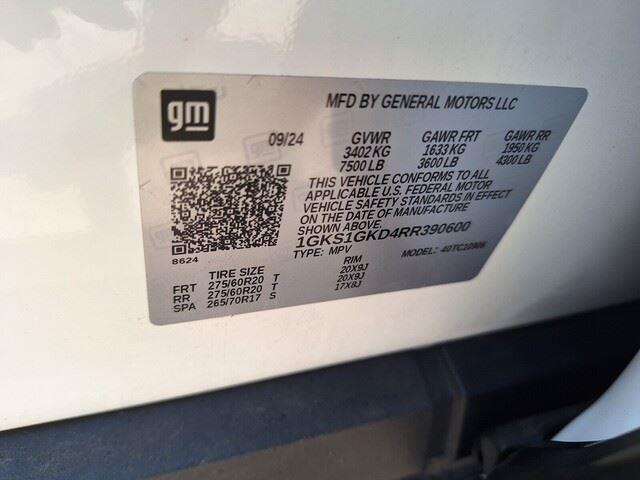 gm
MFD BY GENERAL MOTORS LLC
09/24 GVWR GAWR FRT GAWR RR
3402 KG 1633 KG 1950 KG
7500 LB 3600 LB 4300 LB
THIS VEHICLE CONFORMS TO ALL
APPLICABLE U.S. FEDERAL MOTOR
VEHICLE SAFETY STANDARDS IN EFFECT
ON THE DATE OF MANUFACTURE
SHOWN ABOVE.
1GKS1GKD4RR390600
8624
TYPE: MPV MODEL: 40TC10906
TIRE SIZE RIM
FRT 275/60R20 T 20X9J
RR 275/60R20 T 20X9J
SPA 265/70R17 S 17X8J